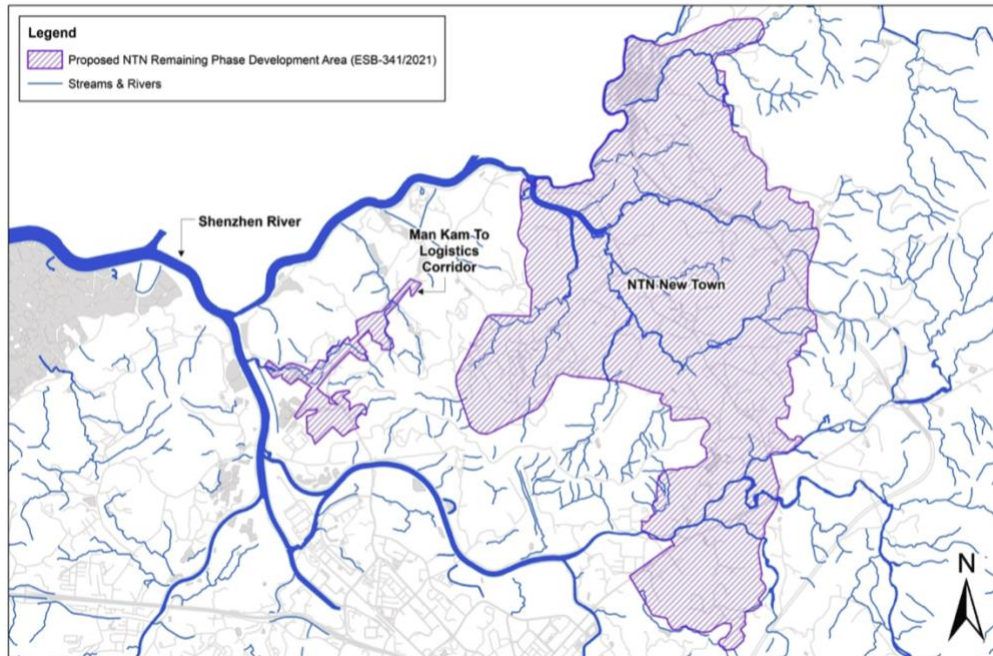 Legend
Proposed NTN Remaining Phase Development Area (ESB-341/2021)
Streams & Rivers
Shenzhen River
Man Kam To
Logistics
Corridor
NTN New Town
N